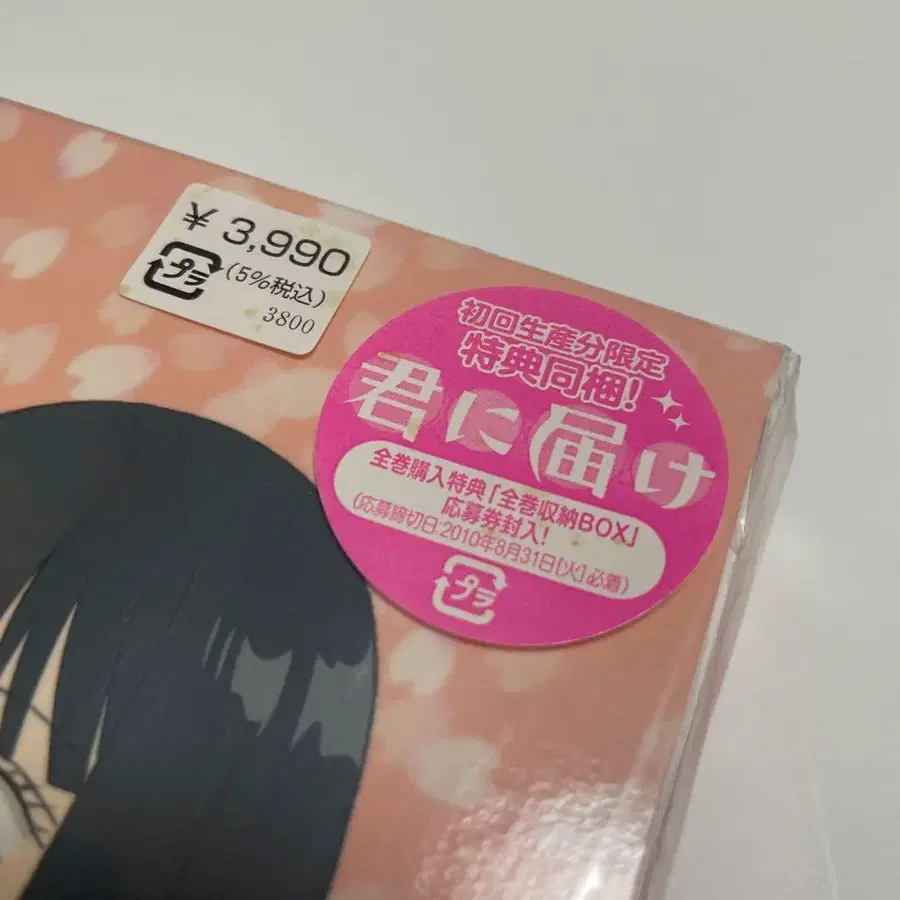 ¥3,990
プラ
(5%税込)
3800
初回生産分限定
特典同梱!
君に届け
全巻購入特典「全巻収納BOX」
応募券封入!
(応募締切日:2010年8月31日[火]必着)
プラ